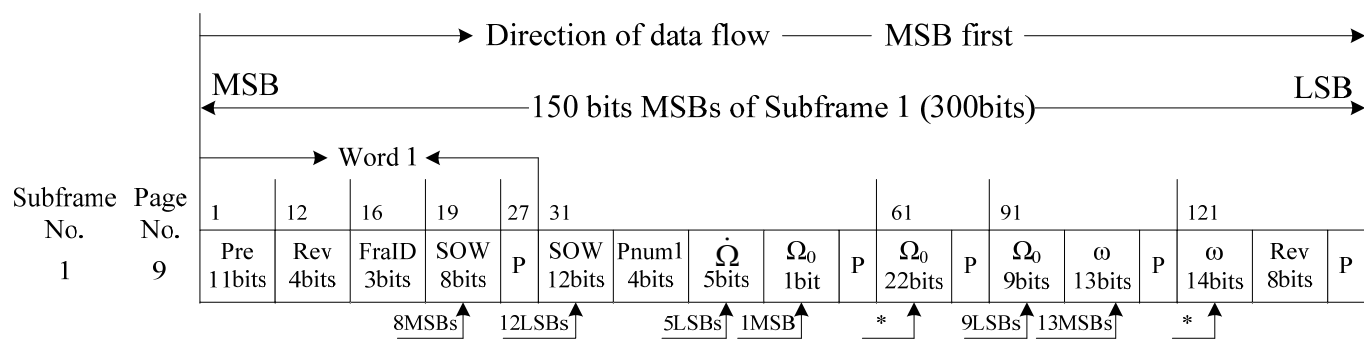 Direction of data flow — MSB first
MSB LSB
150 bits MSBs of Subframe 1 (300bits)
Word 1
Subframe No. Page No. 1 12 16 19 27 31 61 91 121
1 9 Pre 11bits Rev 4bits FraID 3bits SOW 8bits P SOW 12bits Pnum1 4bits Ω̇ 5bits Ω₀ 1bit P Ω₀ 22bits P Ω₀ 9bits ω 13bits P ω 14bits Rev 8bits P
8MSBs 12LSBs 5LSBs 1MSB * 9LSBs 13MSBs *